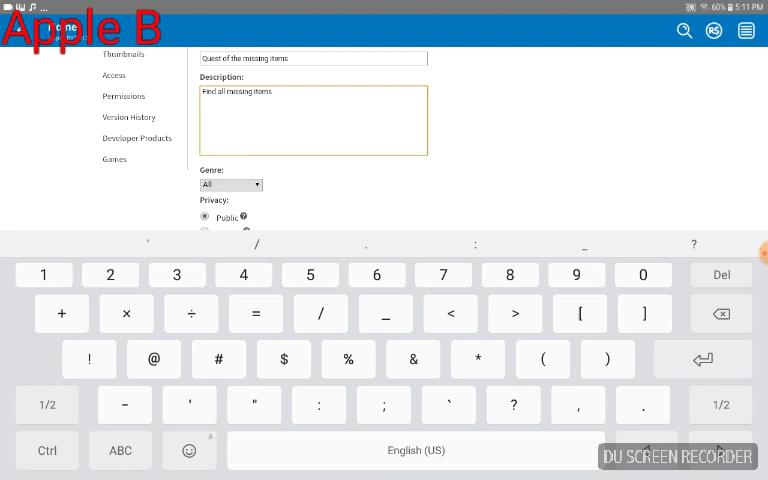 60% 5:11 PM
Apple B
Home
R$
Thumbnails
Access
Permissions
Version History
Developer Products
Games
Quest of the missing items
Description:
Find all missing items
Genre:
All
Privacy:
Public ?
' / . : _ ?
1 2 3 4 5 6 7 8 9 0 Del
+ × ÷ = / _ < > [ ]
! @ # $ % & * ( )
1/2 - ' " : ; ` ? , . 1/2
Ctrl ABC English (US)
DU SCREEN RECORDER